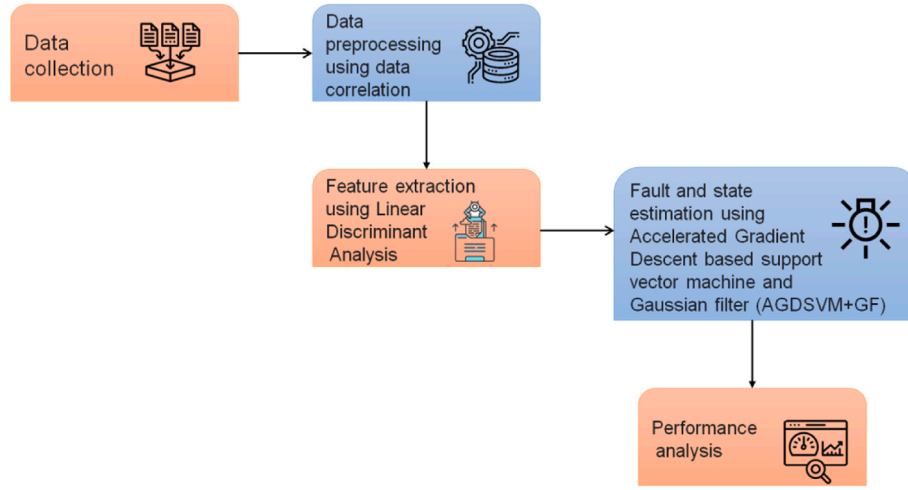 Data
collection
Data
preprocessing
using data
correlation
Feature extraction
using Linear
Discriminant
Analysis
Fault and state
estimation using
Accelerated Gradient
Descent based support
vector machine and
Gaussian filter (AGDSVM+GF)
Performance
analysis